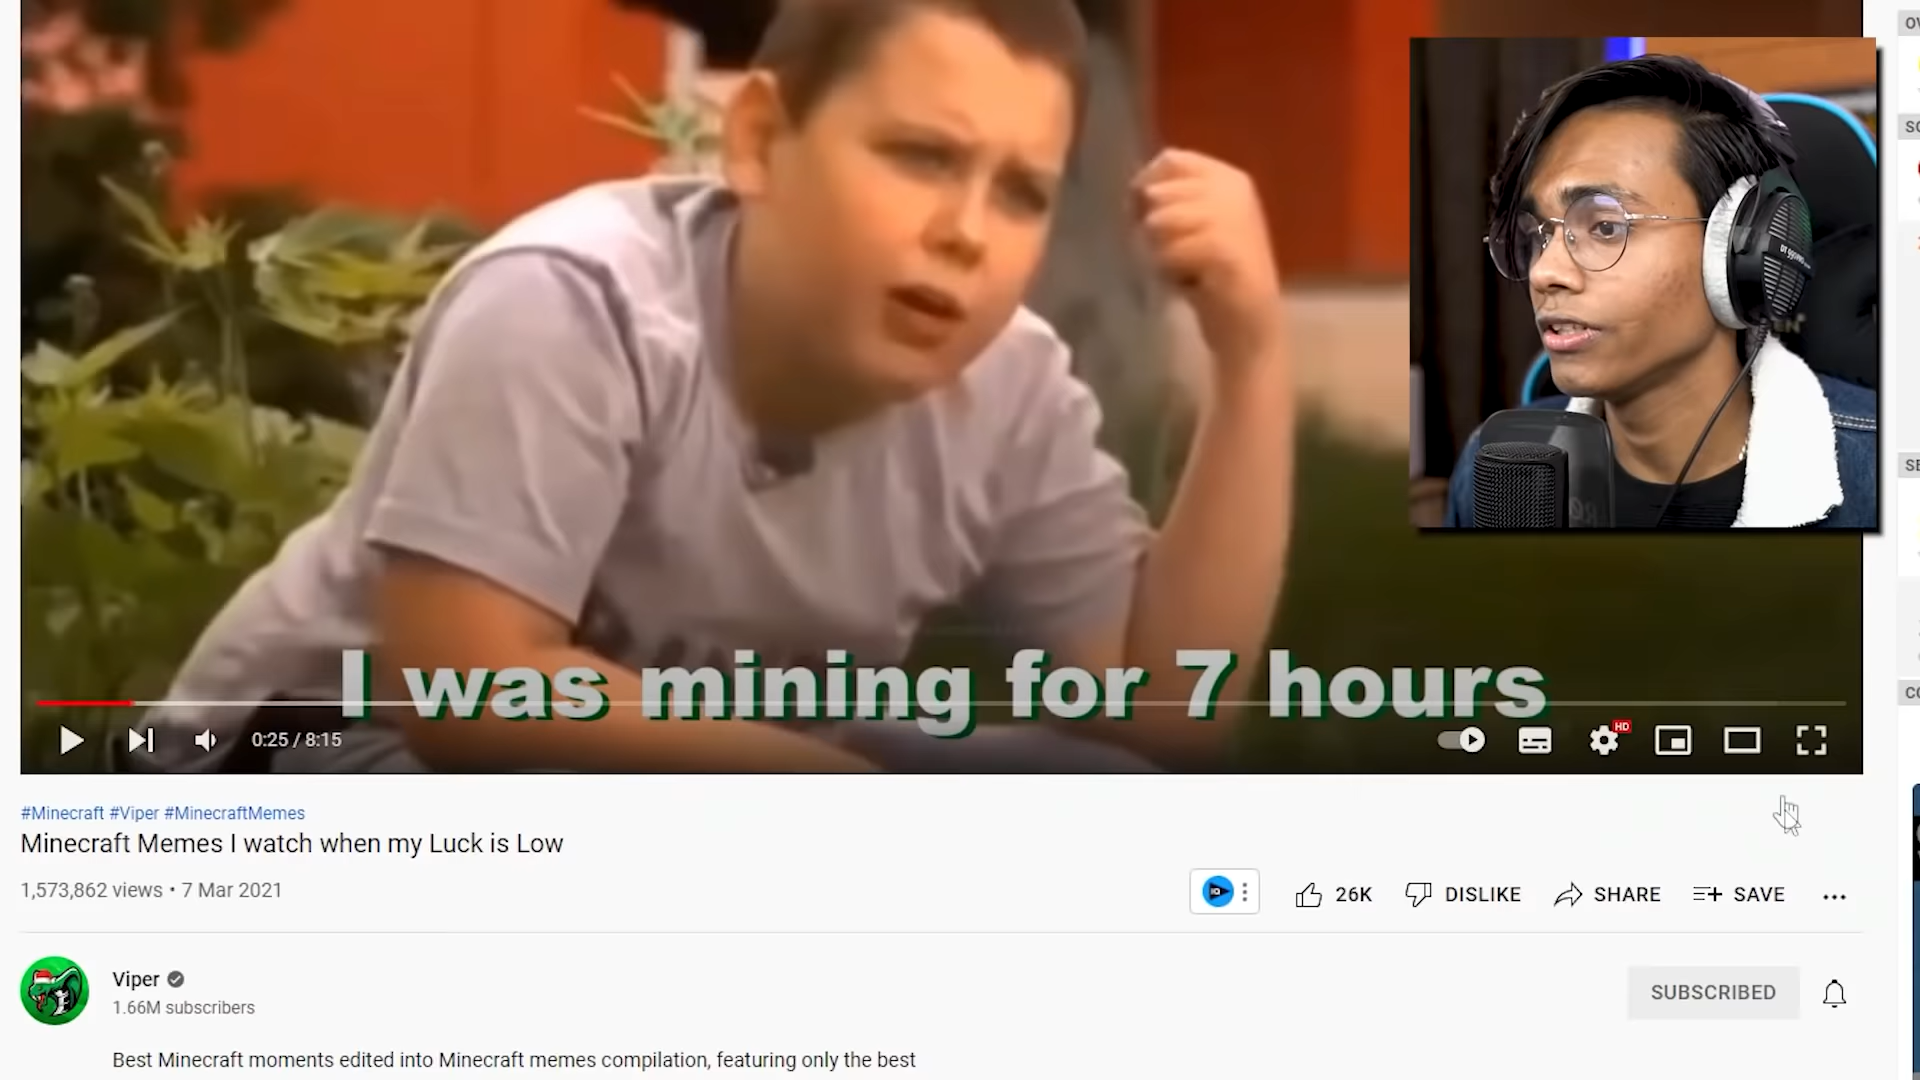 I was mining for 7 hours
0:25 / 8:15
HD
#Minecraft #Viper #MinecraftMemes
Minecraft Memes I watch when my Luck is Low
1,573,862 views • 7 Mar 2021
26K
DISLIKE
SHARE
SAVE
Viper
1.66M subscribers
SUBSCRIBED
Best Minecraft moments edited into Minecraft memes compilation, featuring only the best